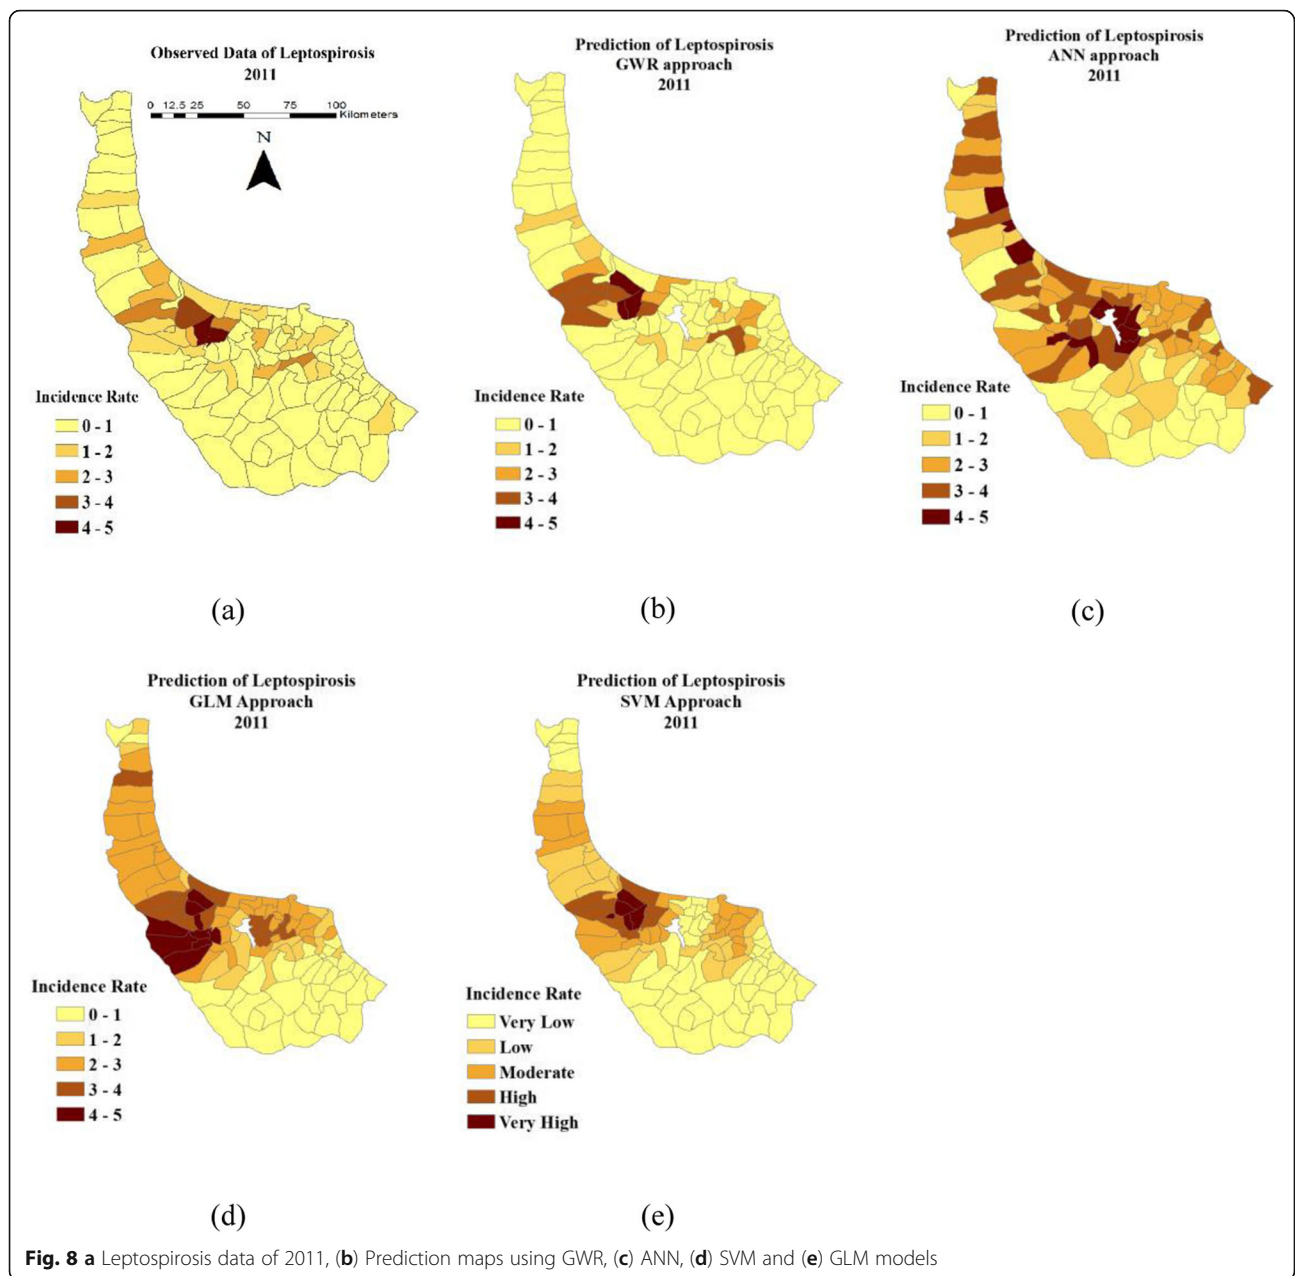 Observed Data of Leptospirosis
2011
0 12.5 25 50 75 100
Kilometers
N
Incidence Rate
0 - 1
1 - 2
2 - 3
3 - 4
4 - 5
(a)
Prediction of Leptospirosis
GWR approach
2011
Incidence Rate
0 - 1
1 - 2
2 - 3
3 - 4
4 - 5
(b)
Prediction of Leptospirosis
ANN approach
2011
Incidence Rate
0 - 1
1 - 2
2 - 3
3 - 4
4 - 5
(c)
Prediction of Leptospirosis
GLM Approach
2011
Incidence Rate
0 - 1
1 - 2
2 - 3
3 - 4
4 - 5
(d)
Prediction of Leptospirosis
SVM Approach
2011
Incidence Rate
Very Low
Low
Moderate
High
Very High
(e)
Fig. 8 a Leptospirosis data of 2011, (b) Prediction maps using GWR, (c) ANN, (d) SVM and (e) GLM models